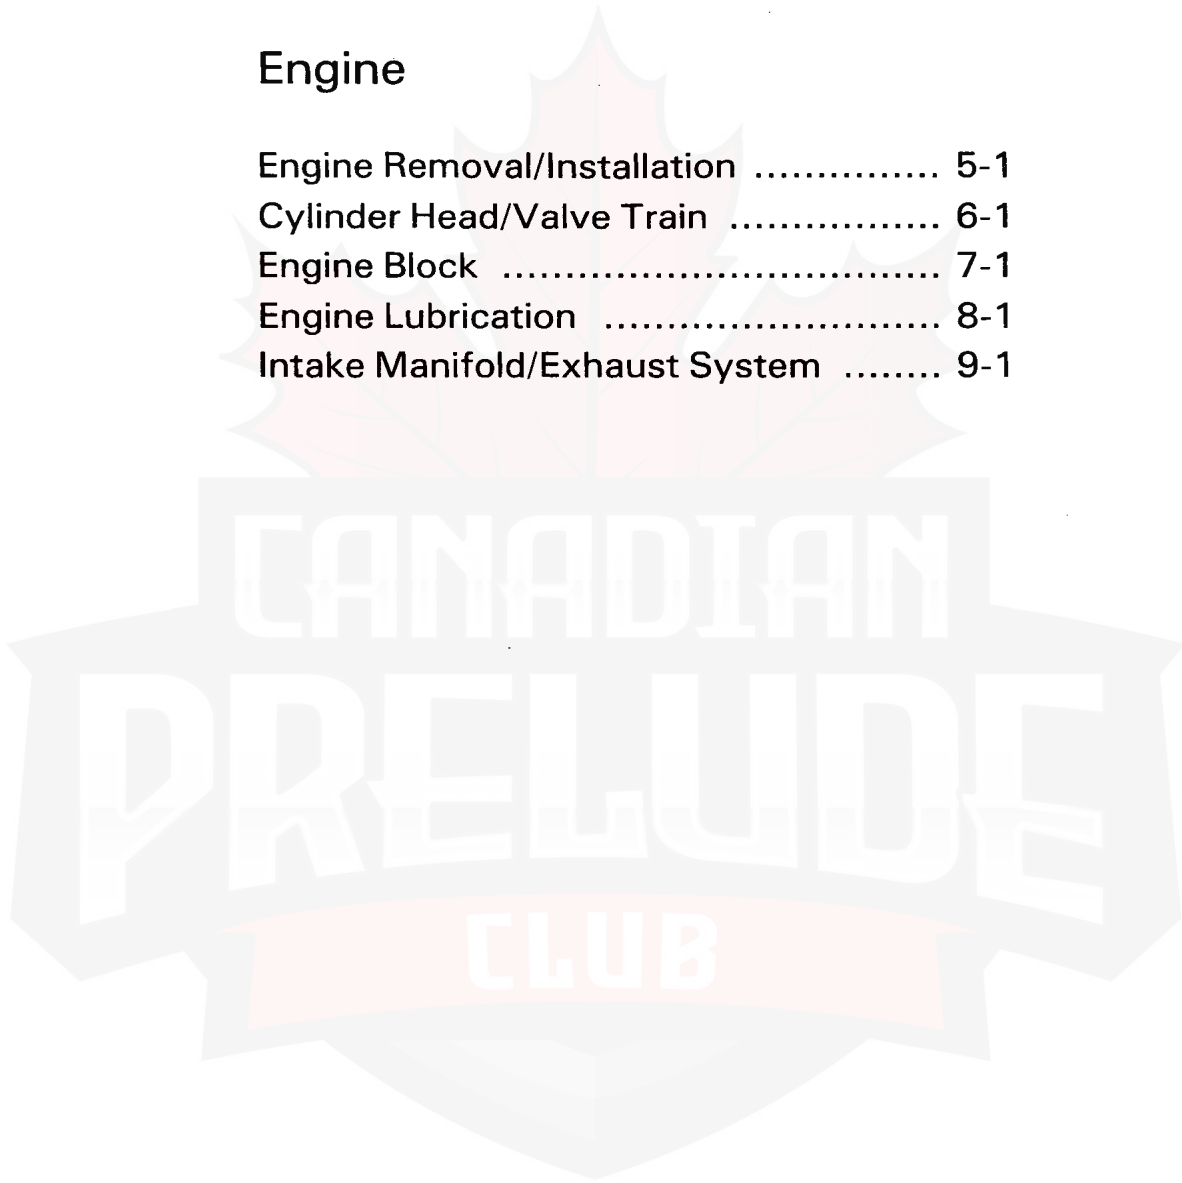 Engine
Engine Removal/Installation ............... 5-1
Cylinder Head/Valve Train ................. 6-1
Engine Block ................................... 7-1
Engine Lubrication ........................... 8-1
Intake Manifold/Exhaust System ........ 9-1
CANADIAN
PRELUDE
CLUB